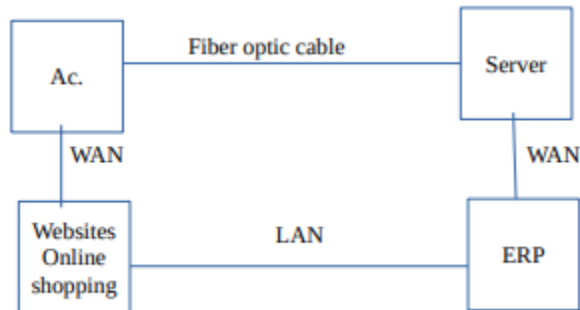 Fiber optic cable
Ac.
Server
WAN
WAN
Websites
Online
shopping
LAN
ERP